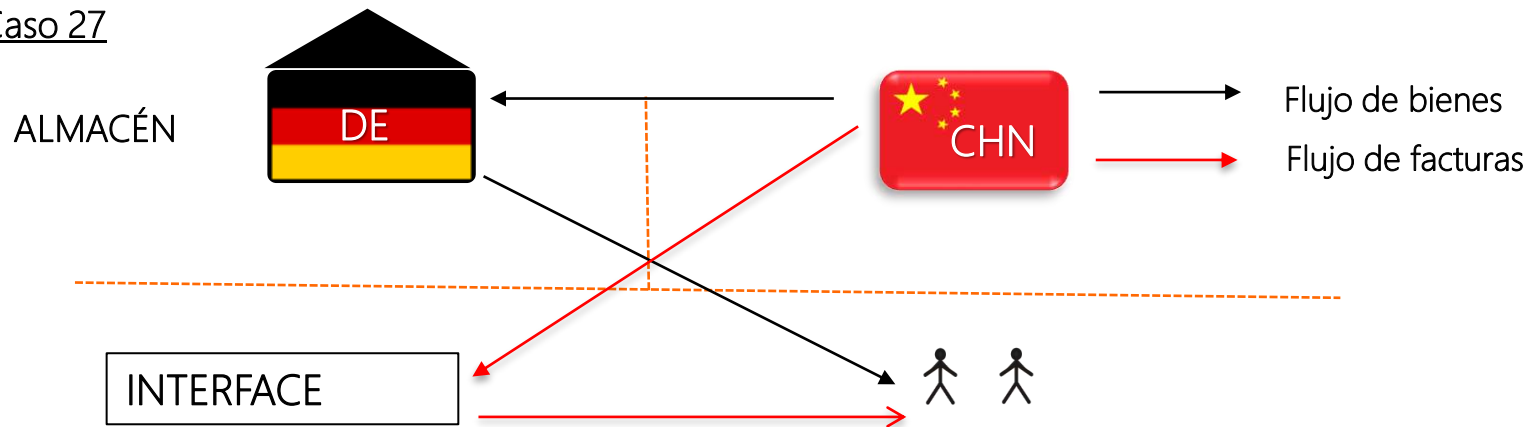 Caso 27
ALMACÉN
DE
CHN
Flujo de bienes
Flujo de facturas
INTERFACE